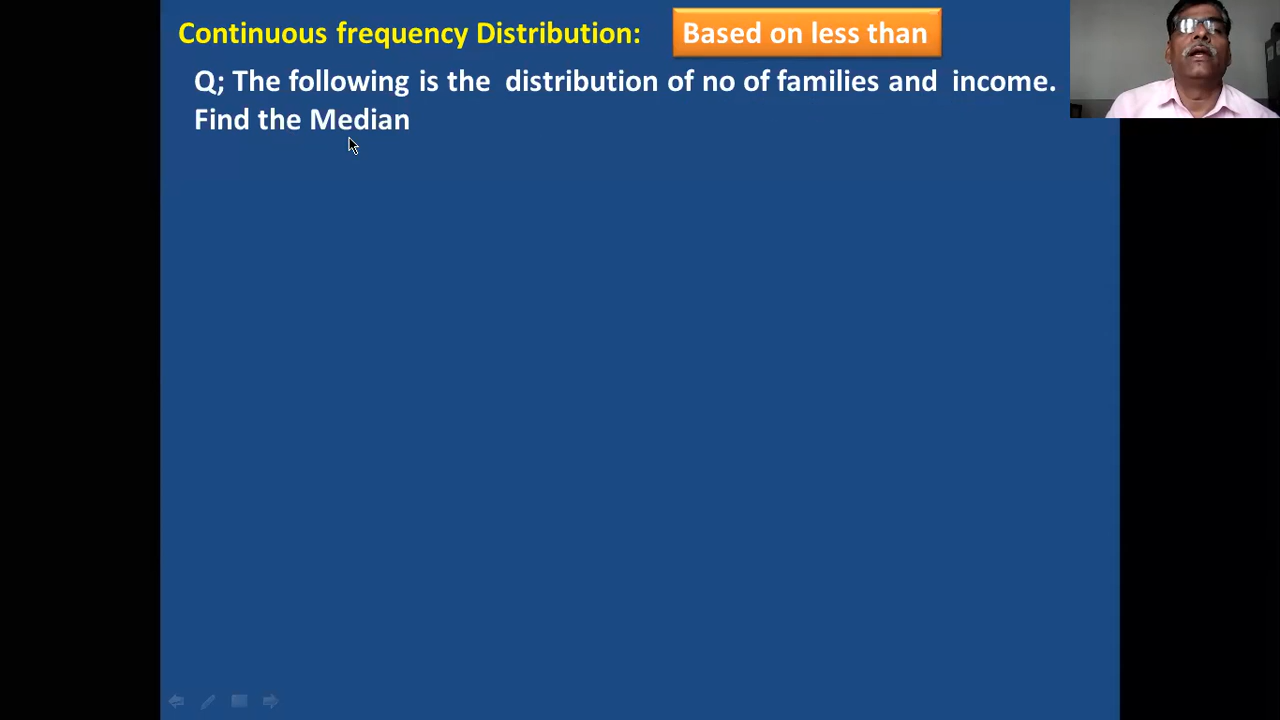 Continuous frequency Distribution: Based on less than
Q; The following is the distribution of no of families and income.
Find the Median